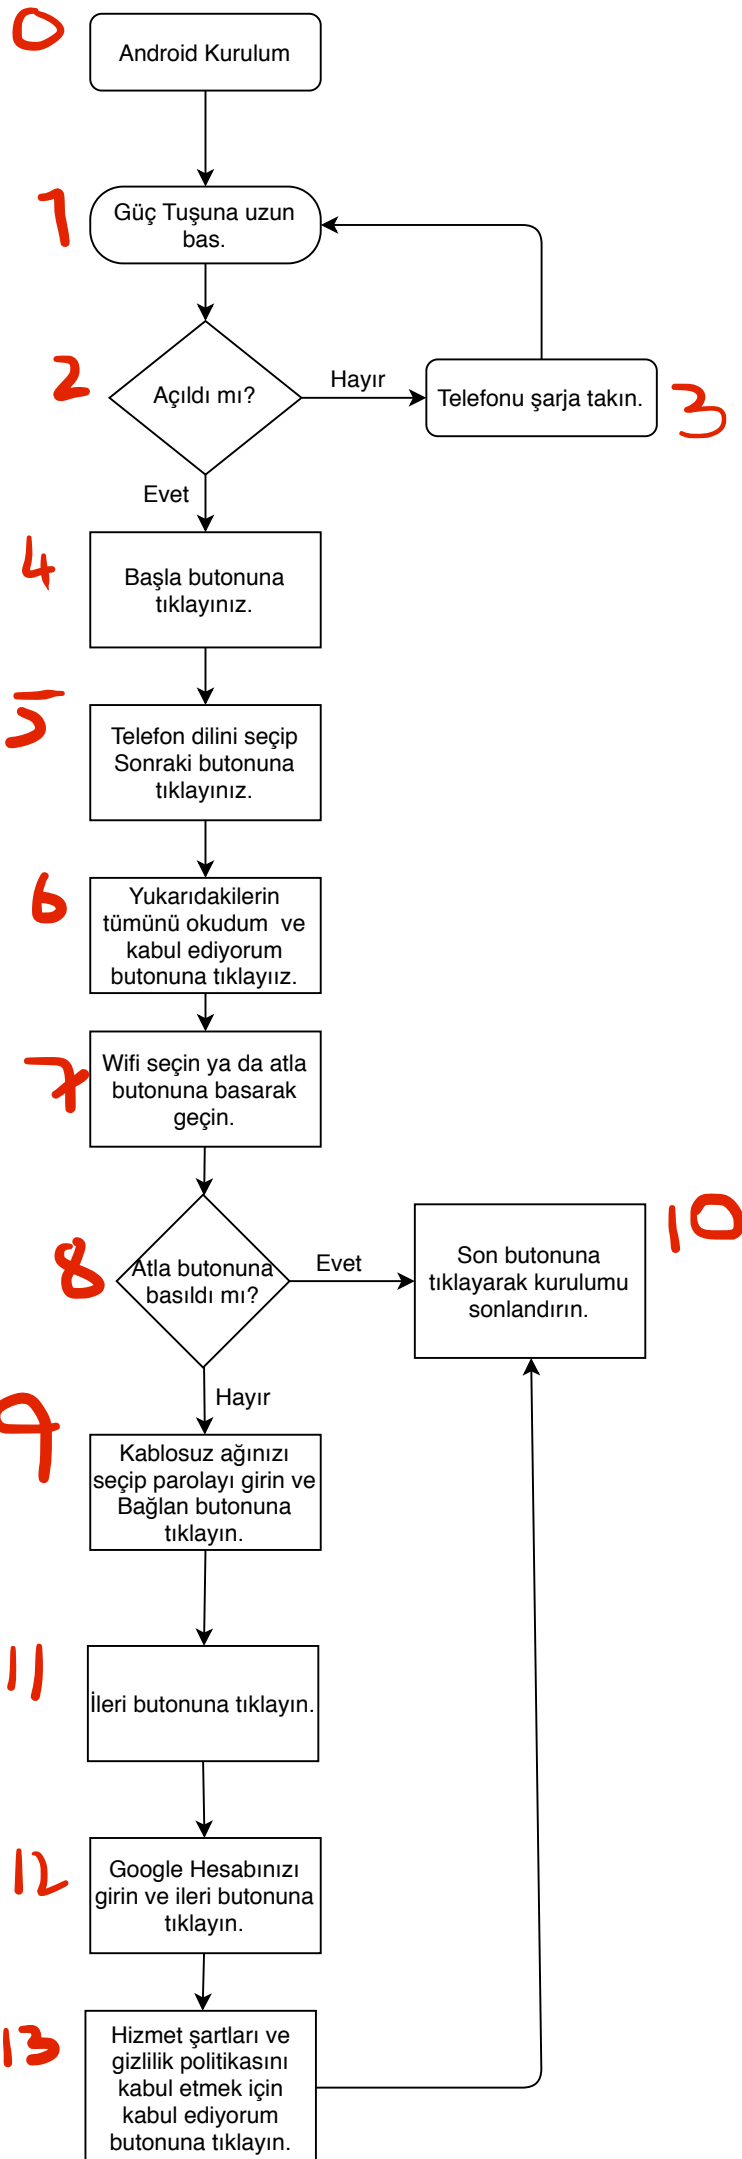 0
Android Kurulum
1
Güç Tuşuna uzun
bas.
2
Açıldı mı?
Hayır
Telefonu şarja takın.
3
Evet
4
Başla butonuna
tıklayınız.
5
Telefon dilini seçip
Sonraki butonuna
tıklayınız.
6
Yukarıdakilerin
tümünü okudum ve
kabul ediyorum
butonuna tıklayıız.
7
Wifi seçin ya da atla
butonuna basarak
geçin.
8
Atla butonuna
basıldı mı?
Evet
10
Son butonuna
tıklayarak kurulumu
sonlandırın.
Hayır
9
Kablosuz ağınızı
seçip parolayı girin ve
Bağlan butonuna
tıklayın.
11
İleri butonuna tıklayın.
12
Google Hesabınızı
girin ve ileri butonuna
tıklayın.
13
Hizmet şartları ve
gizlilik politikasını
kabul etmek için
kabul ediyorum
butonuna tıklayın.